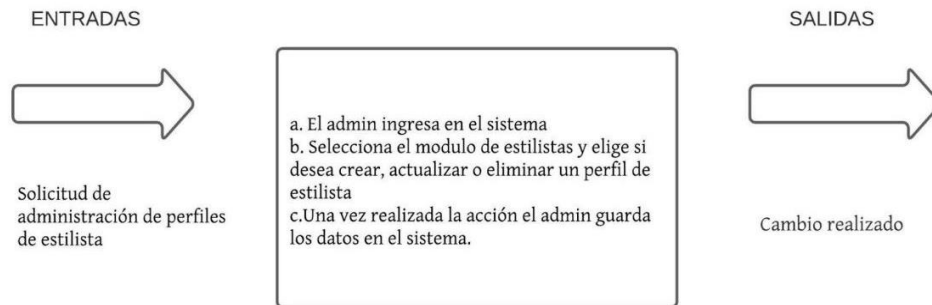 ENTRADAS
SALIDAS
a. El admin ingresa en el sistema
b. Selecciona el modulo de estilistas y elige si
desea crear, actualizar o eliminar un perfil de
estilista
c.Una vez realizada la acción el admin guarda
los datos en el sistema.
Solicitud de
administración de perfiles
de estilista
Cambio realizado